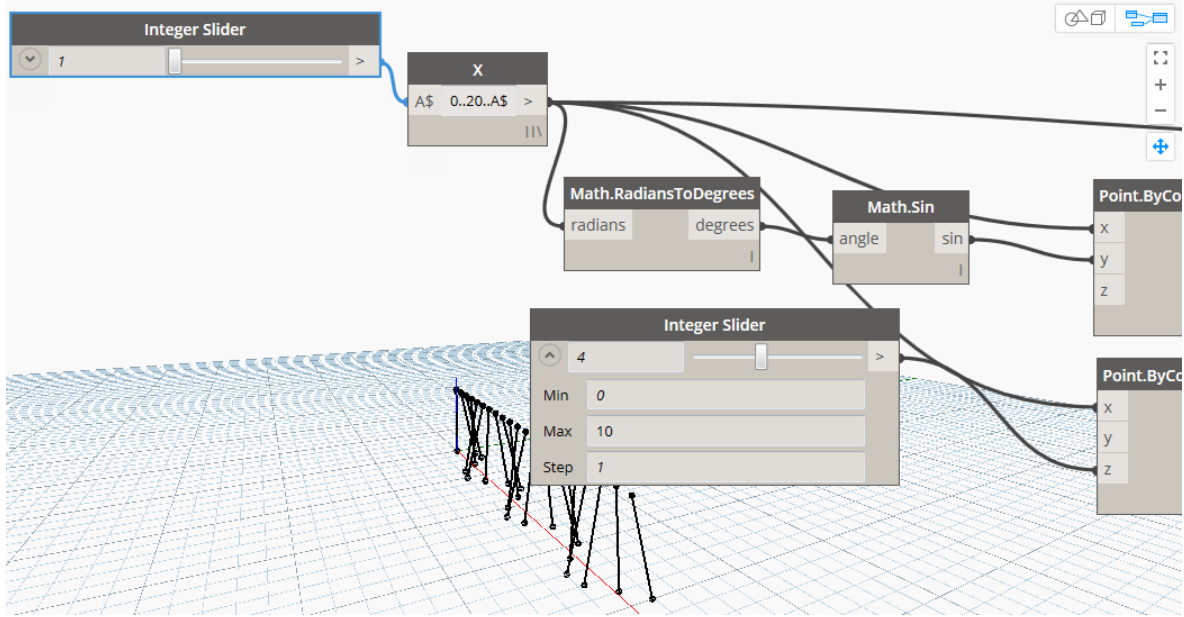 Integer Slider
1 >
X
A$ 0..20..A$ >
Math.RadiansToDegrees
radians degrees
Math.Sin
angle sin
Point.ByCo
x
y
z
Integer Slider
4 >
Min 0
Max 10
Step 1
Point.ByCo
x
y
z